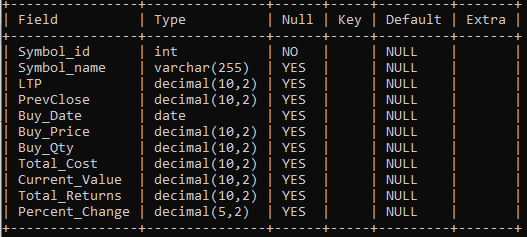 +----------------+---------------+------+-----+---------+-------+
| Field          | Type          | Null | Key | Default | Extra |
+----------------+---------------+------+-----+---------+-------+
| Symbol_id      | int           | NO   |     | NULL    |       |
| Symbol_name    | varchar(255)  | YES  |     | NULL    |       |
| LTP            | decimal(10,2) | YES  |     | NULL    |       |
| PrevClose      | decimal(10,2) | YES  |     | NULL    |       |
| Buy_Date       | date          | YES  |     | NULL    |       |
| Buy_Price      | decimal(10,2) | YES  |     | NULL    |       |
| Buy_Qty        | decimal(10,2) | YES  |     | NULL    |       |
| Total_Cost     | decimal(10,2) | YES  |     | NULL    |       |
| Current_Value  | decimal(10,2) | YES  |     | NULL    |       |
| Total_Returns  | decimal(10,2) | YES  |     | NULL    |       |
| Percent_Change | decimal(5,2)  | YES  |     | NULL    |       |
+----------------+---------------+------+-----+---------+-------+